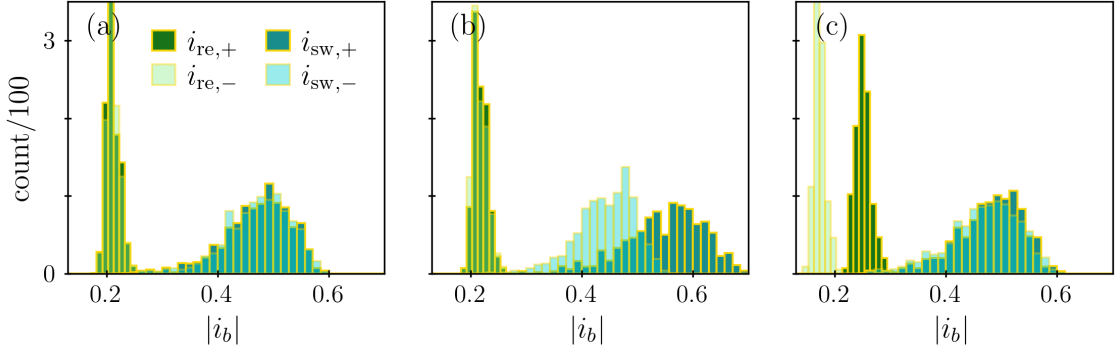 (a) (b) (c)
i_re,+ i_sw,+
i_re,− i_sw,−
3
count/100
0
0.2 0.4 0.6 0.2 0.4 0.6 0.2 0.4 0.6
|i_b| |i_b| |i_b|